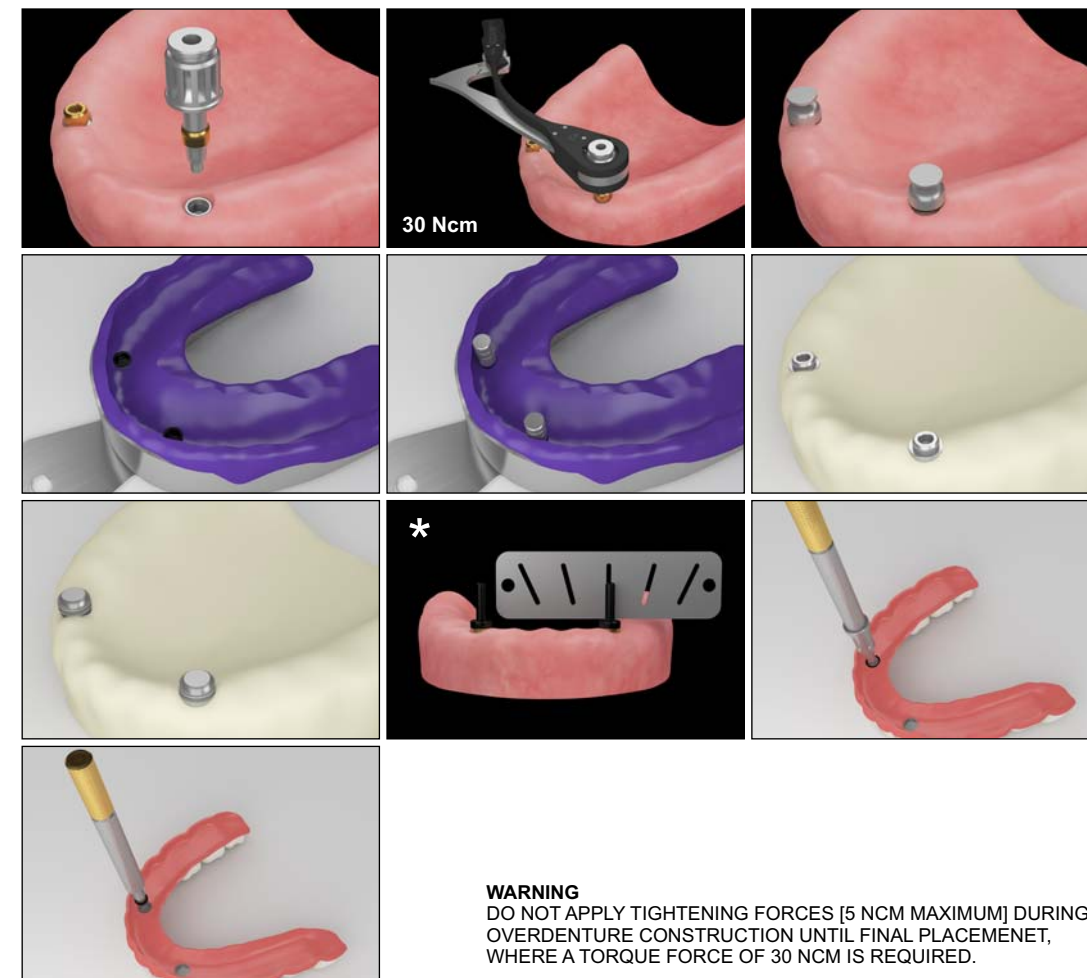 30 Ncm
*
WARNING
DO NOT APPLY TIGHTENING FORCES [5 NCM MAXIMUM] DURING
OVERDENTURE CONSTRUCTION UNTIL FINAL PLACEMENET,
WHERE A TORQUE FORCE OF 30 NCM IS REQUIRED.